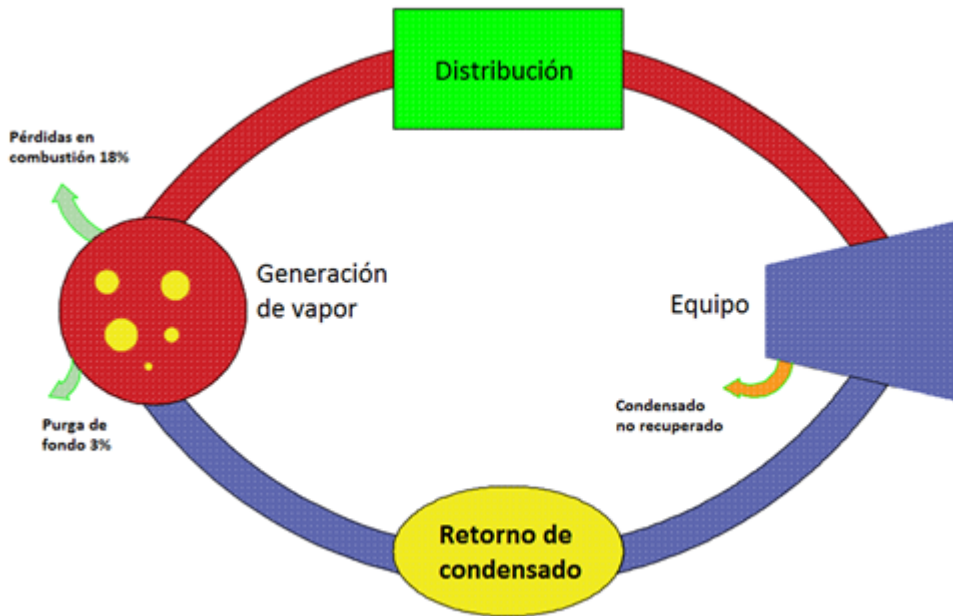 Distribución
Pérdidas en
combustión 18%
Generación
de vapor
Equipo
Purga de
fondo 3%
Condensado
no recuperado
Retorno de
condensado